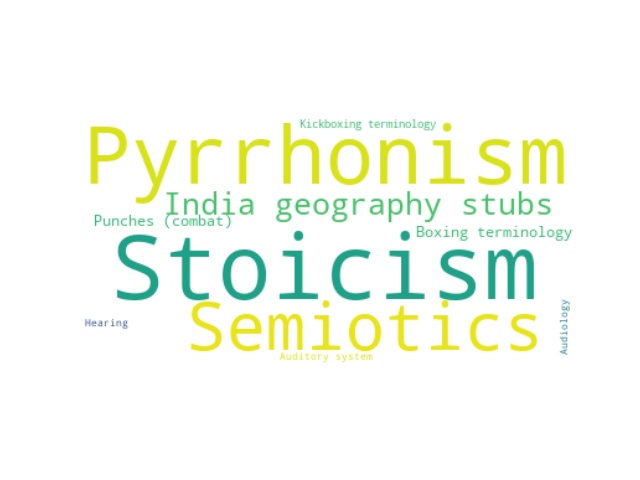 Kickboxing terminology
Pyrrhonism
India geography stubs
Punches (combat)
Boxing terminology
Stoicism
Semiotics
Hearing
Audiology
Auditory system